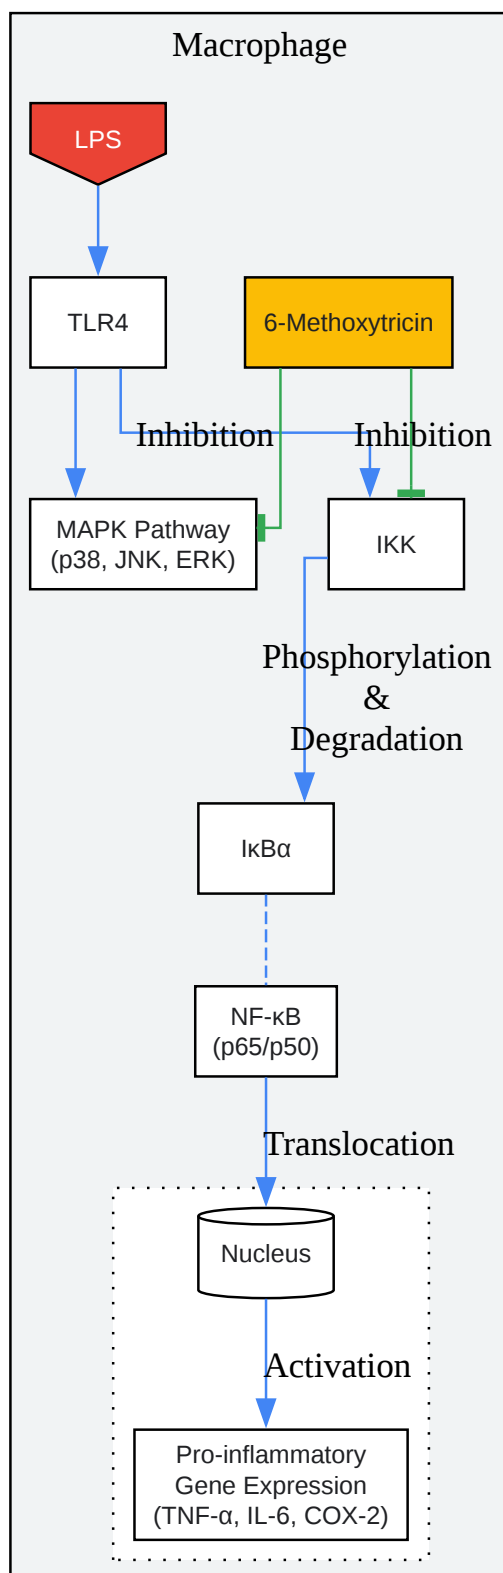 Macrophage
LPS
TLR4
6-Methoxytricin
Inhibition
Inhibition
MAPK Pathway
(p38, JNK, ERK)
IKK
Phosphorylation
&
Degradation
IκBα
NF-κB
(p65/p50)
Translocation
Nucleus
Activation
Pro-inflammatory
Gene Expression
(TNF-α, IL-6, COX-2)